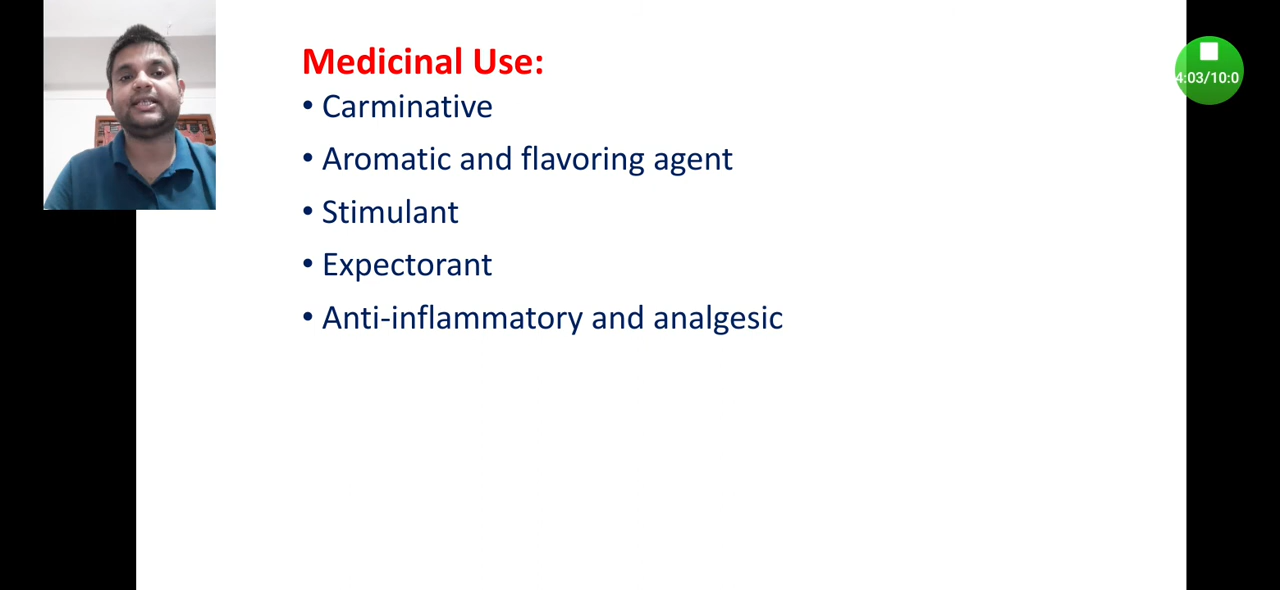 Medicinal Use:
• Carminative
• Aromatic and flavoring agent
• Stimulant
• Expectorant
• Anti-inflammatory and analgesic
4:03/10:0